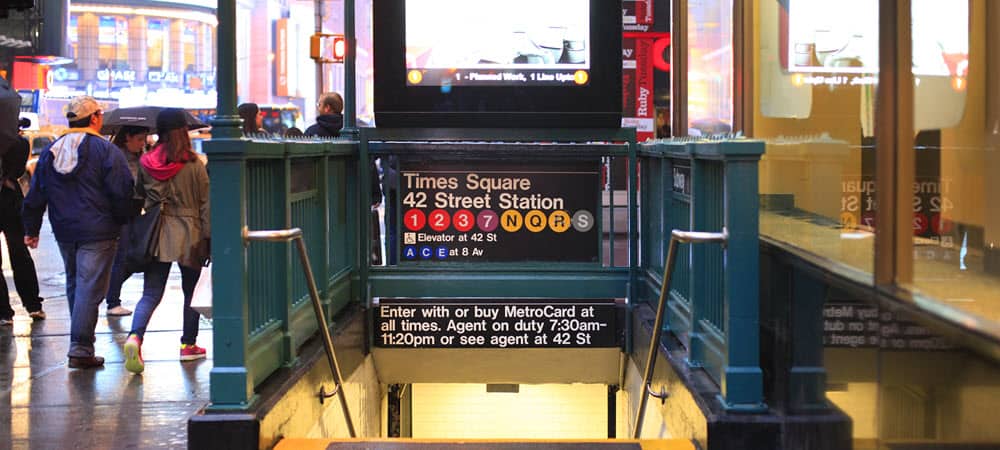 1 - Planned Work, 1 Line
Ruby Tuesday
Times Square
42 Street Station
1 2 3 7 N Q R S
Elevator at 42 St
A C E at 8 Av
Enter with or buy MetroCard at
all times. Agent on duty 7:30am–
11:20pm or see agent at 42 St